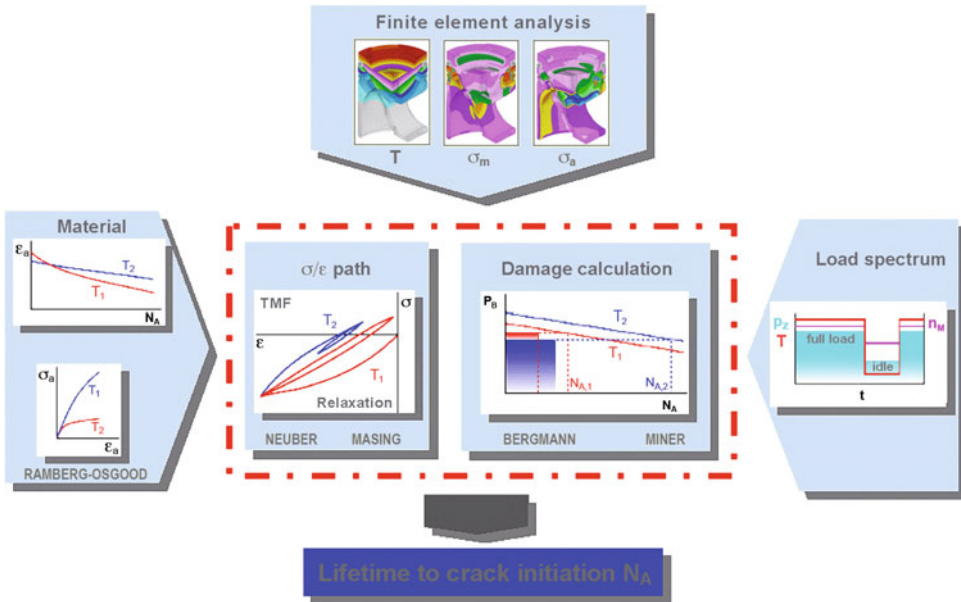 Finite element analysis
T
σm
σa
Material
εa
T2
T1
NA
σa
T1
T2
εa
RAMBERG-OSGOOD
σ/ε path
TMF
σ
T2
ε
T1
Relaxation
NEUBER MASING
Damage calculation
PB
T2
T1
NA,1
NA,2
NA
BERGMANN MINER
Load spectrum
pZ
T
full load
idle
nM
t
Lifetime to crack initiation NA